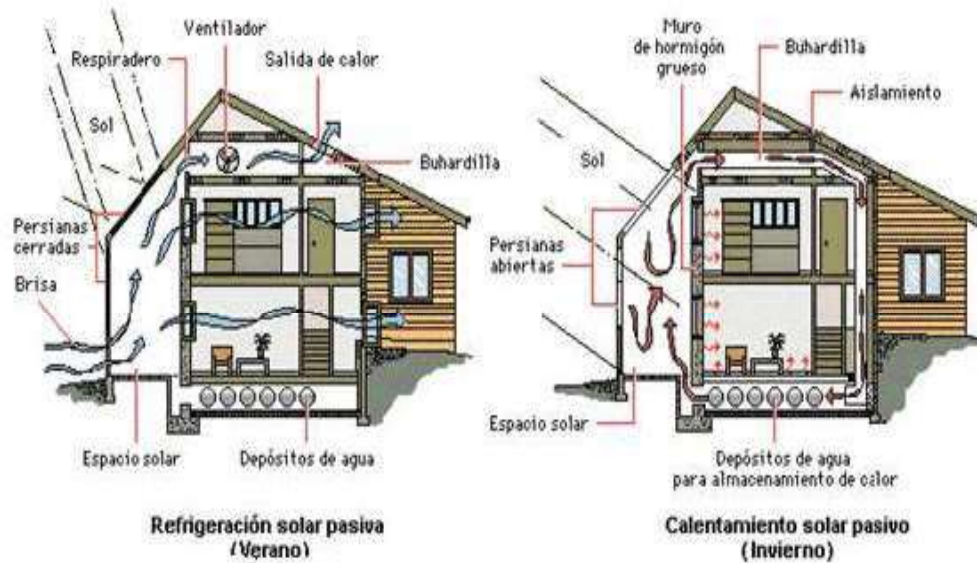 Ventilador
Respiradero
Salida de calor
Sol
Buhardilla
Persianas
cerradas
Brisa
Espacio solar
Depósitos de agua
Refrigeración solar pasiva
(Verano)
Muro
de hormigón
grueso
Buhardilla
Aislamiento
Sol
Persianas
abiertas
Espacio solar
Depósitos de agua
para almacenamiento de calor
Calentamiento solar pasivo
(Invierno)